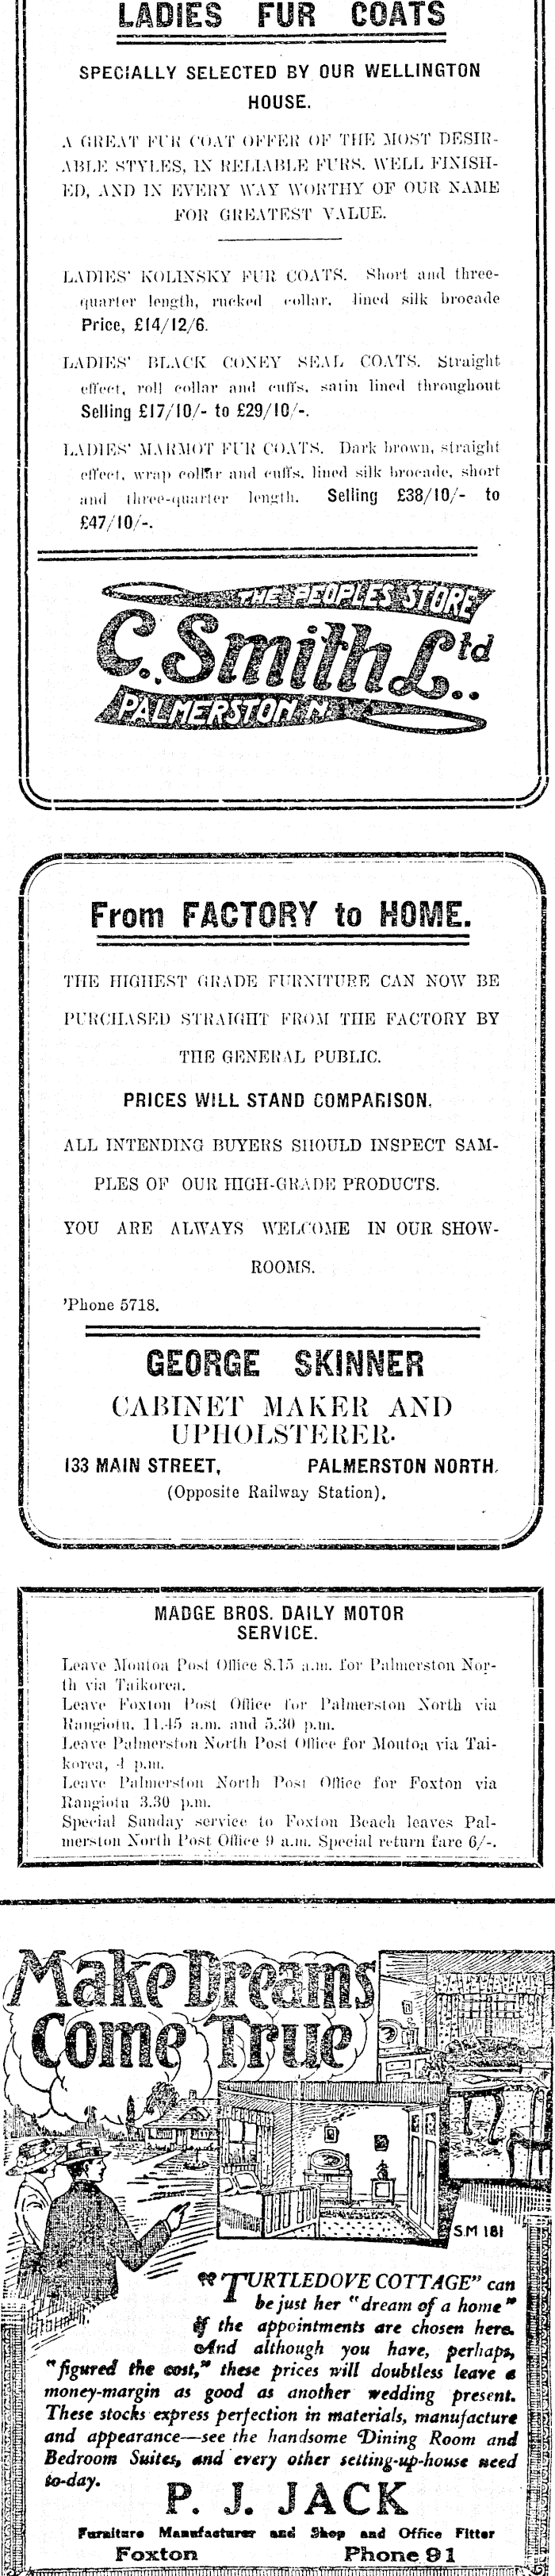 LADIES FUR COATS
SPECIALLY SELECTED BY OUR WELLINGTON
HOUSE.
A GREAT FUR COAT OFFER OF THE MOST DESIR-
ABLE STYLES, IN RELIABLE FURS. WELL FINISH-
ED, AND IN EVERY WAY WORTHY OF OUR NAME
FOR GREATEST VALUE.
LADIES' KOLINSKY FUR COATS. Short and three-
quarter length, rucked collar, lined silk brocade
Price, £14/12/6.
LADIES' BLACK CONEY SEAL COATS. Straight
effect, roll collar and cuffs, satin lined throughout
Selling £17/10/- to £29/10/-.
LADIES' MARMOT FUR COATS. Dark brown, straight
effect, wrap collar and cuffs, lined silk brocade, short
and three-quarter length. Selling £38/10/- to
£47/10/-.
THE PEOPLES STORE
C. Smith Ltd
PALMERSTON N.
From FACTORY to HOME.
THE HIGHEST GRADE FURNITURE CAN NOW BE
PURCHASED STRAIGHT FROM THE FACTORY BY
THE GENERAL PUBLIC.
PRICES WILL STAND COMPARISON.
ALL INTENDING BUYERS SHOULD INSPECT SAM-
PLES OF OUR HIGH-GRADE PRODUCTS.
YOU ARE ALWAYS WELCOME IN OUR SHOW-
ROOMS.
'Phone 5718.
GEORGE SKINNER
CABINET MAKER AND
UPHOLSTERER.
133 MAIN STREET, PALMERSTON NORTH.
(Opposite Railway Station).
MADGE BROS. DAILY MOTOR
SERVICE.
Leave Moutoa Post Office 8.15 a.m. for Palmerston Nor-
th via Taikorea.
Leave Foxton Post Office for Palmerston North via
Rangiotu, 11.45 a.m. and 5.30 p.m.
Leave Palmerston North Post Office for Moutoa via Tai-
korea, 4 p.m.
Leave Palmerston North Post Office for Foxton via
Rangiotu 3.30 p.m.
Special Sunday service to Foxton Beach leaves Pal-
merston North Post Office 9 a.m. Special return fare 6/-.
Make Dreams
Come True
S.M 181
"TURTLEDOVE COTTAGE" can
be just her "dream of a home"
if the appointments are chosen here.
And although you have, perhaps,
"figured the cost," these prices will doubtless leave a
money-margin as good as another wedding present.
These stocks express perfection in materials, manufacture
and appearance—see the handsome Dining Room and
Bedroom Suites, and every other setting-up-house need
to-day.
P. J. JACK
Furniture Manufacturer and Shop and Office Fitter
Foxton Phone 91